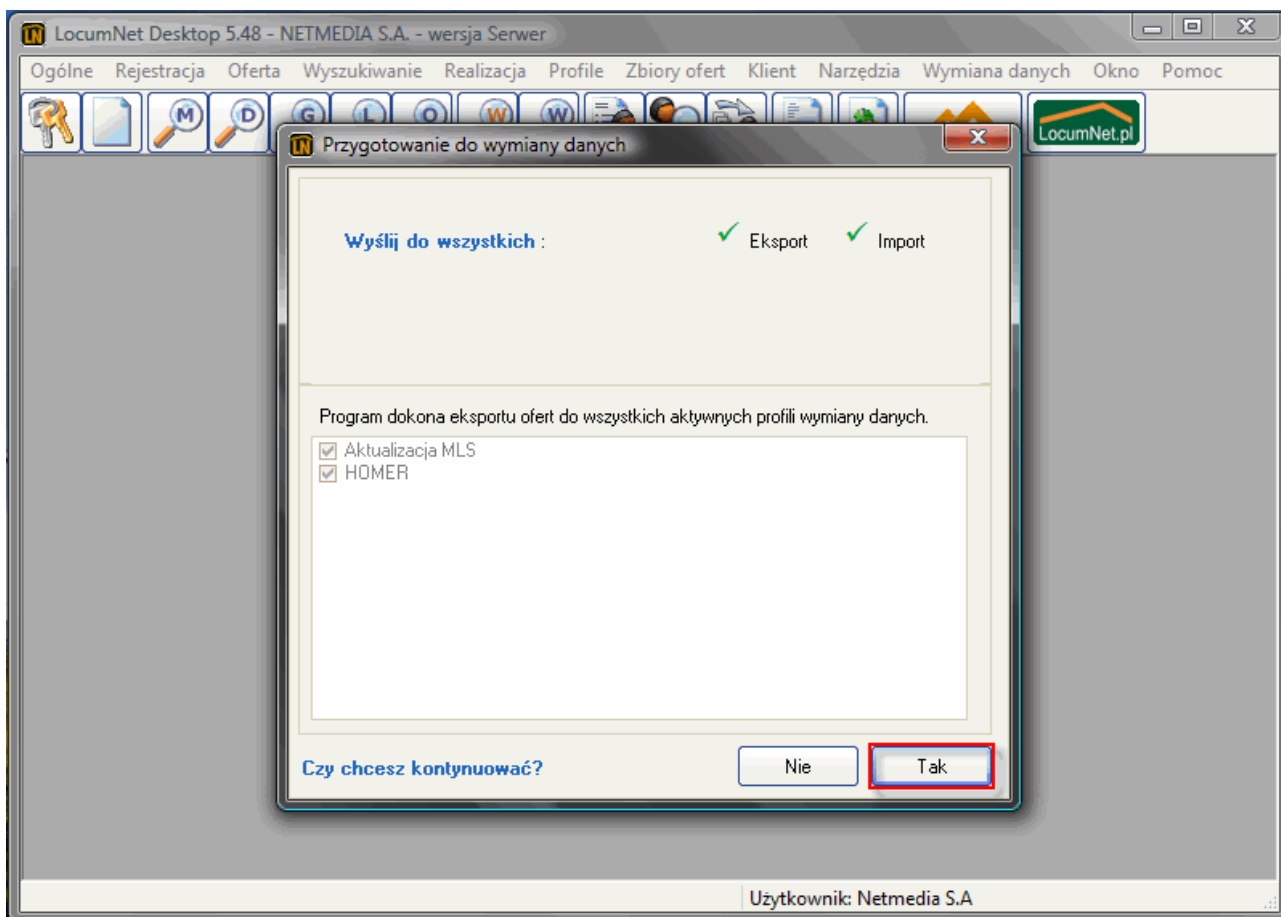 LocumNet Desktop 5.48 - NETMEDIA S.A. - wersja Serwer
Ogólne Rejestracja Oferta Wyszukiwanie Realizacja Profile Zbiory ofert Klient Narzędzia Wymiana danych Okno Pomoc
M D G L O W W LocumNet.pl
LN Przygotowanie do wymiany danych
Wyślij do wszystkich : Eksport Import
Program dokona eksportu ofert do wszystkich aktywnych profili wymiany danych.
Aktualizacja MLS
HOMER
Czy chcesz kontynuować? Nie Tak
Użytkownik: Netmedia S.A